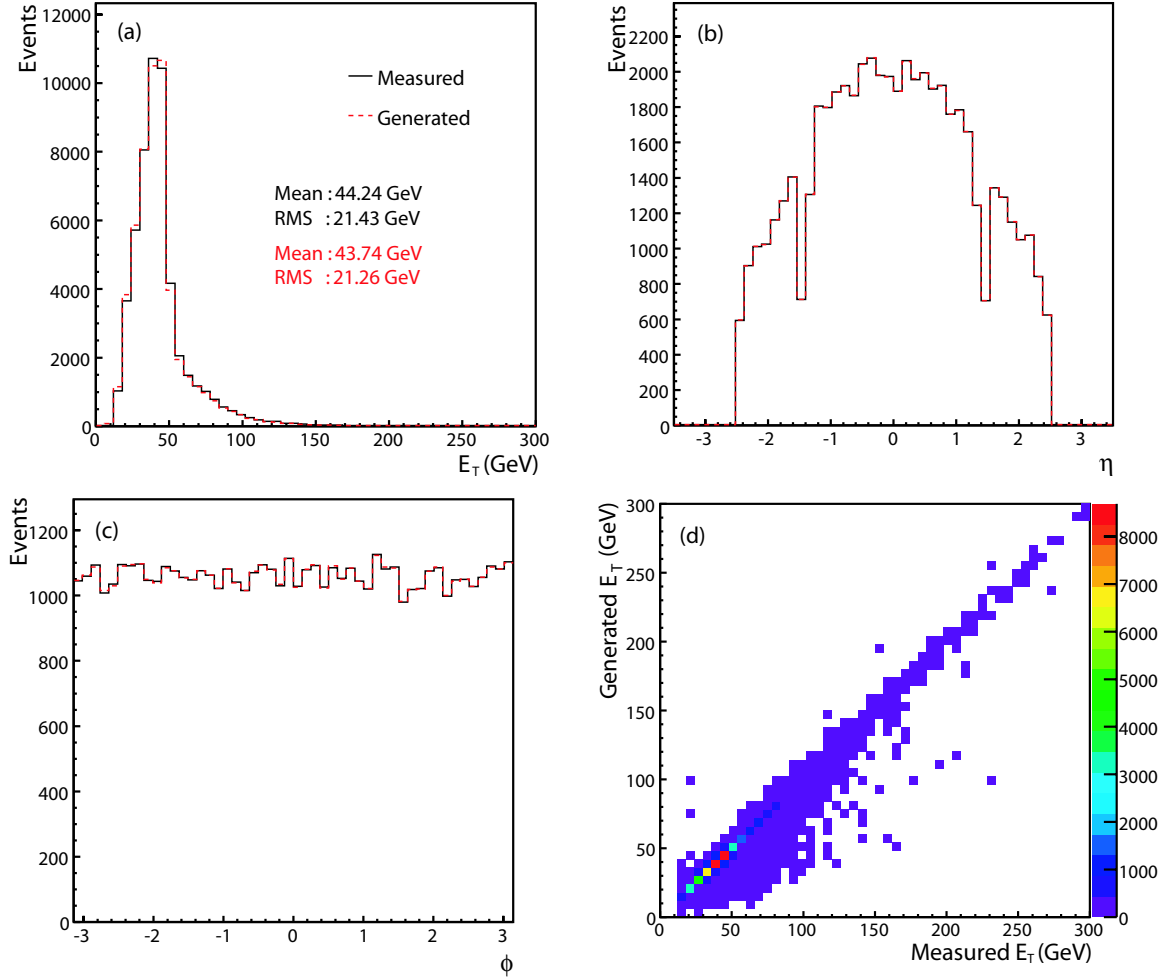 (a)
Events
12000
10000
8000
6000
4000
2000
0
Measured
Generated
Mean : 44.24 GeV
RMS : 21.43 GeV
Mean : 43.74 GeV
RMS : 21.26 GeV
0 50 100 150 200 250 300
E_T (GeV)
(b)
Events
2200
2000
1800
1600
1400
1200
1000
800
600
400
200
0
-3 -2 -1 0 1 2 3
η
(c)
Events
1200
1000
800
600
400
200
0
-3 -2 -1 0 1 2 3
ϕ
(d)
Generated E_T (GeV)
300
250
200
150
100
50
0
0 50 100 150 200 250 300
Measured E_T (GeV)
8000
7000
6000
5000
4000
3000
2000
1000
0